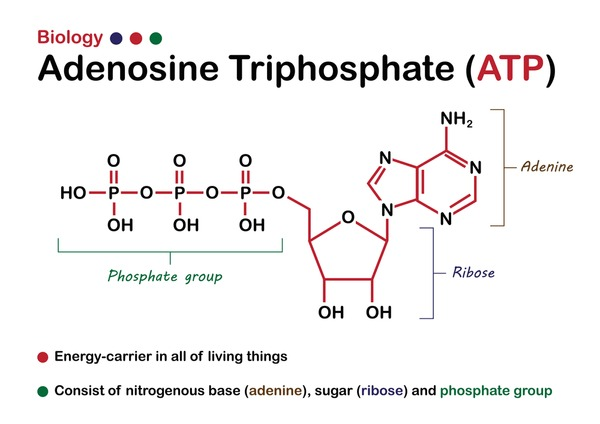 Biology
Adenosine Triphosphate (ATP)
NH₂
N
N
N
N
Adenine
O
O
O
HO
P
O
P
O
P
O
OH
OH
OH
O
Phosphate group
Ribose
OH
OH
Energy-carrier in all of living things
Consist of nitrogenous base (adenine), sugar (ribose) and phosphate group